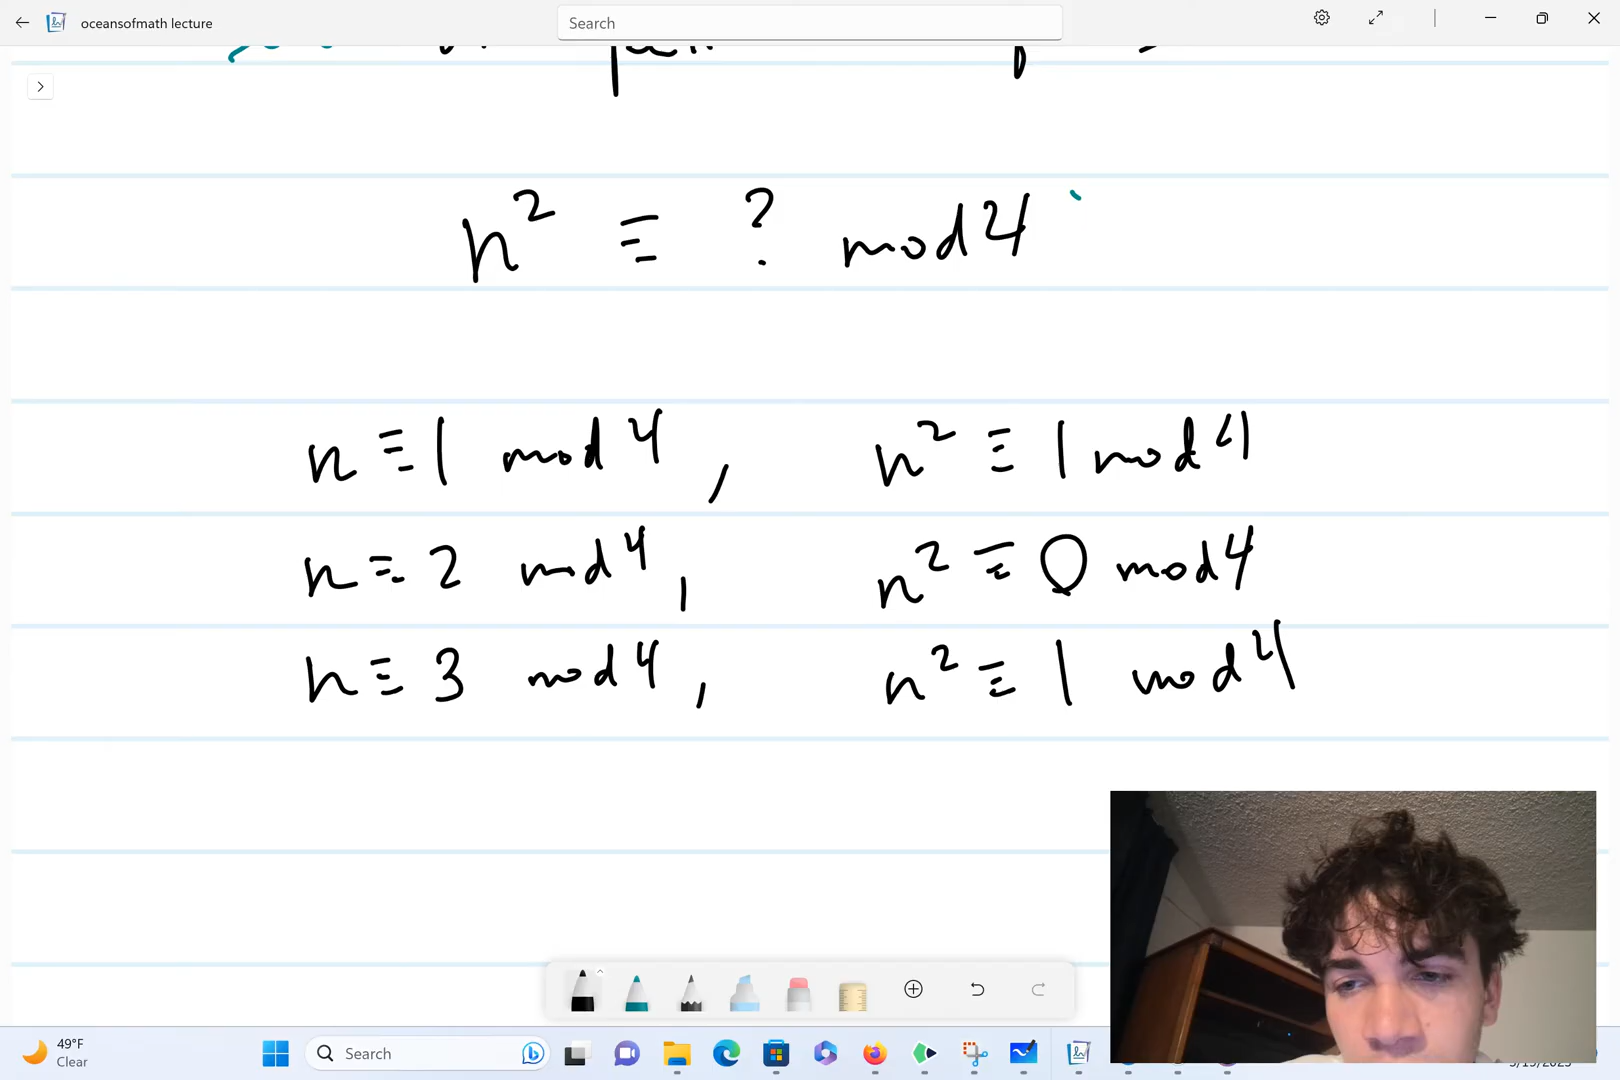 oceansofmath lecture
Search
n² ≡ ? mod 4
n ≡ 1 mod 4, n² ≡ 1 mod 4
n ≡ 2 mod 4, n² ≡ 0 mod 4
n ≡ 3 mod 4, n² ≡ 1 mod 4
49°F
Clear
Search